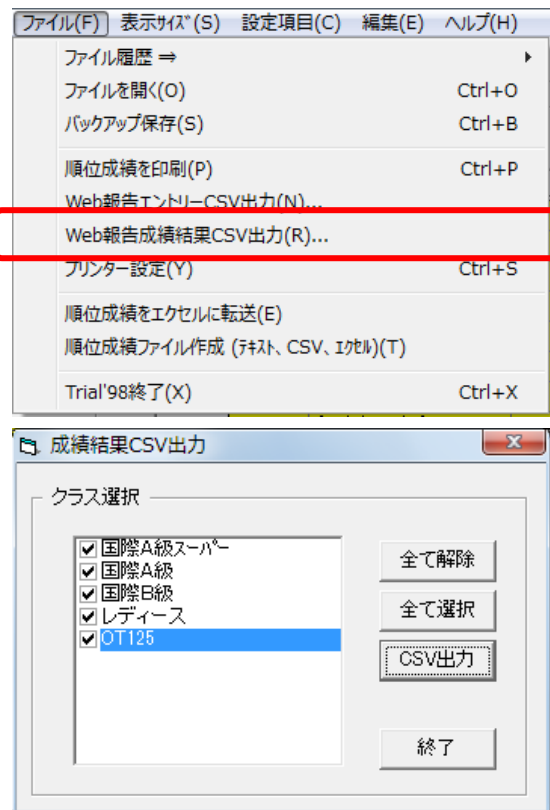 ファイル(F) 表示ｻｲｽﾞ(S) 設定項目(C) 編集(E) ヘルプ(H)
ファイル履歴 ⇒
ファイルを開く(O) Ctrl+O
バックアップ保存(S) Ctrl+B
順位成績を印刷(P) Ctrl+P
Web報告エントリーCSV出力(N)...
Web報告成績結果CSV出力(R)...
プリンター設定(Y) Ctrl+S
順位成績をエクセルに転送(E)
順位成績ファイル作成 (ﾃｷｽﾄ、CSV、ｴｸｾﾙ)(T)
Trial'98終了(X) Ctrl+X
成績結果CSV出力
クラス選択
国際A級スーパー
国際A級
国際B級
レディース
OT125
全て解除
全て選択
CSV出力
終了